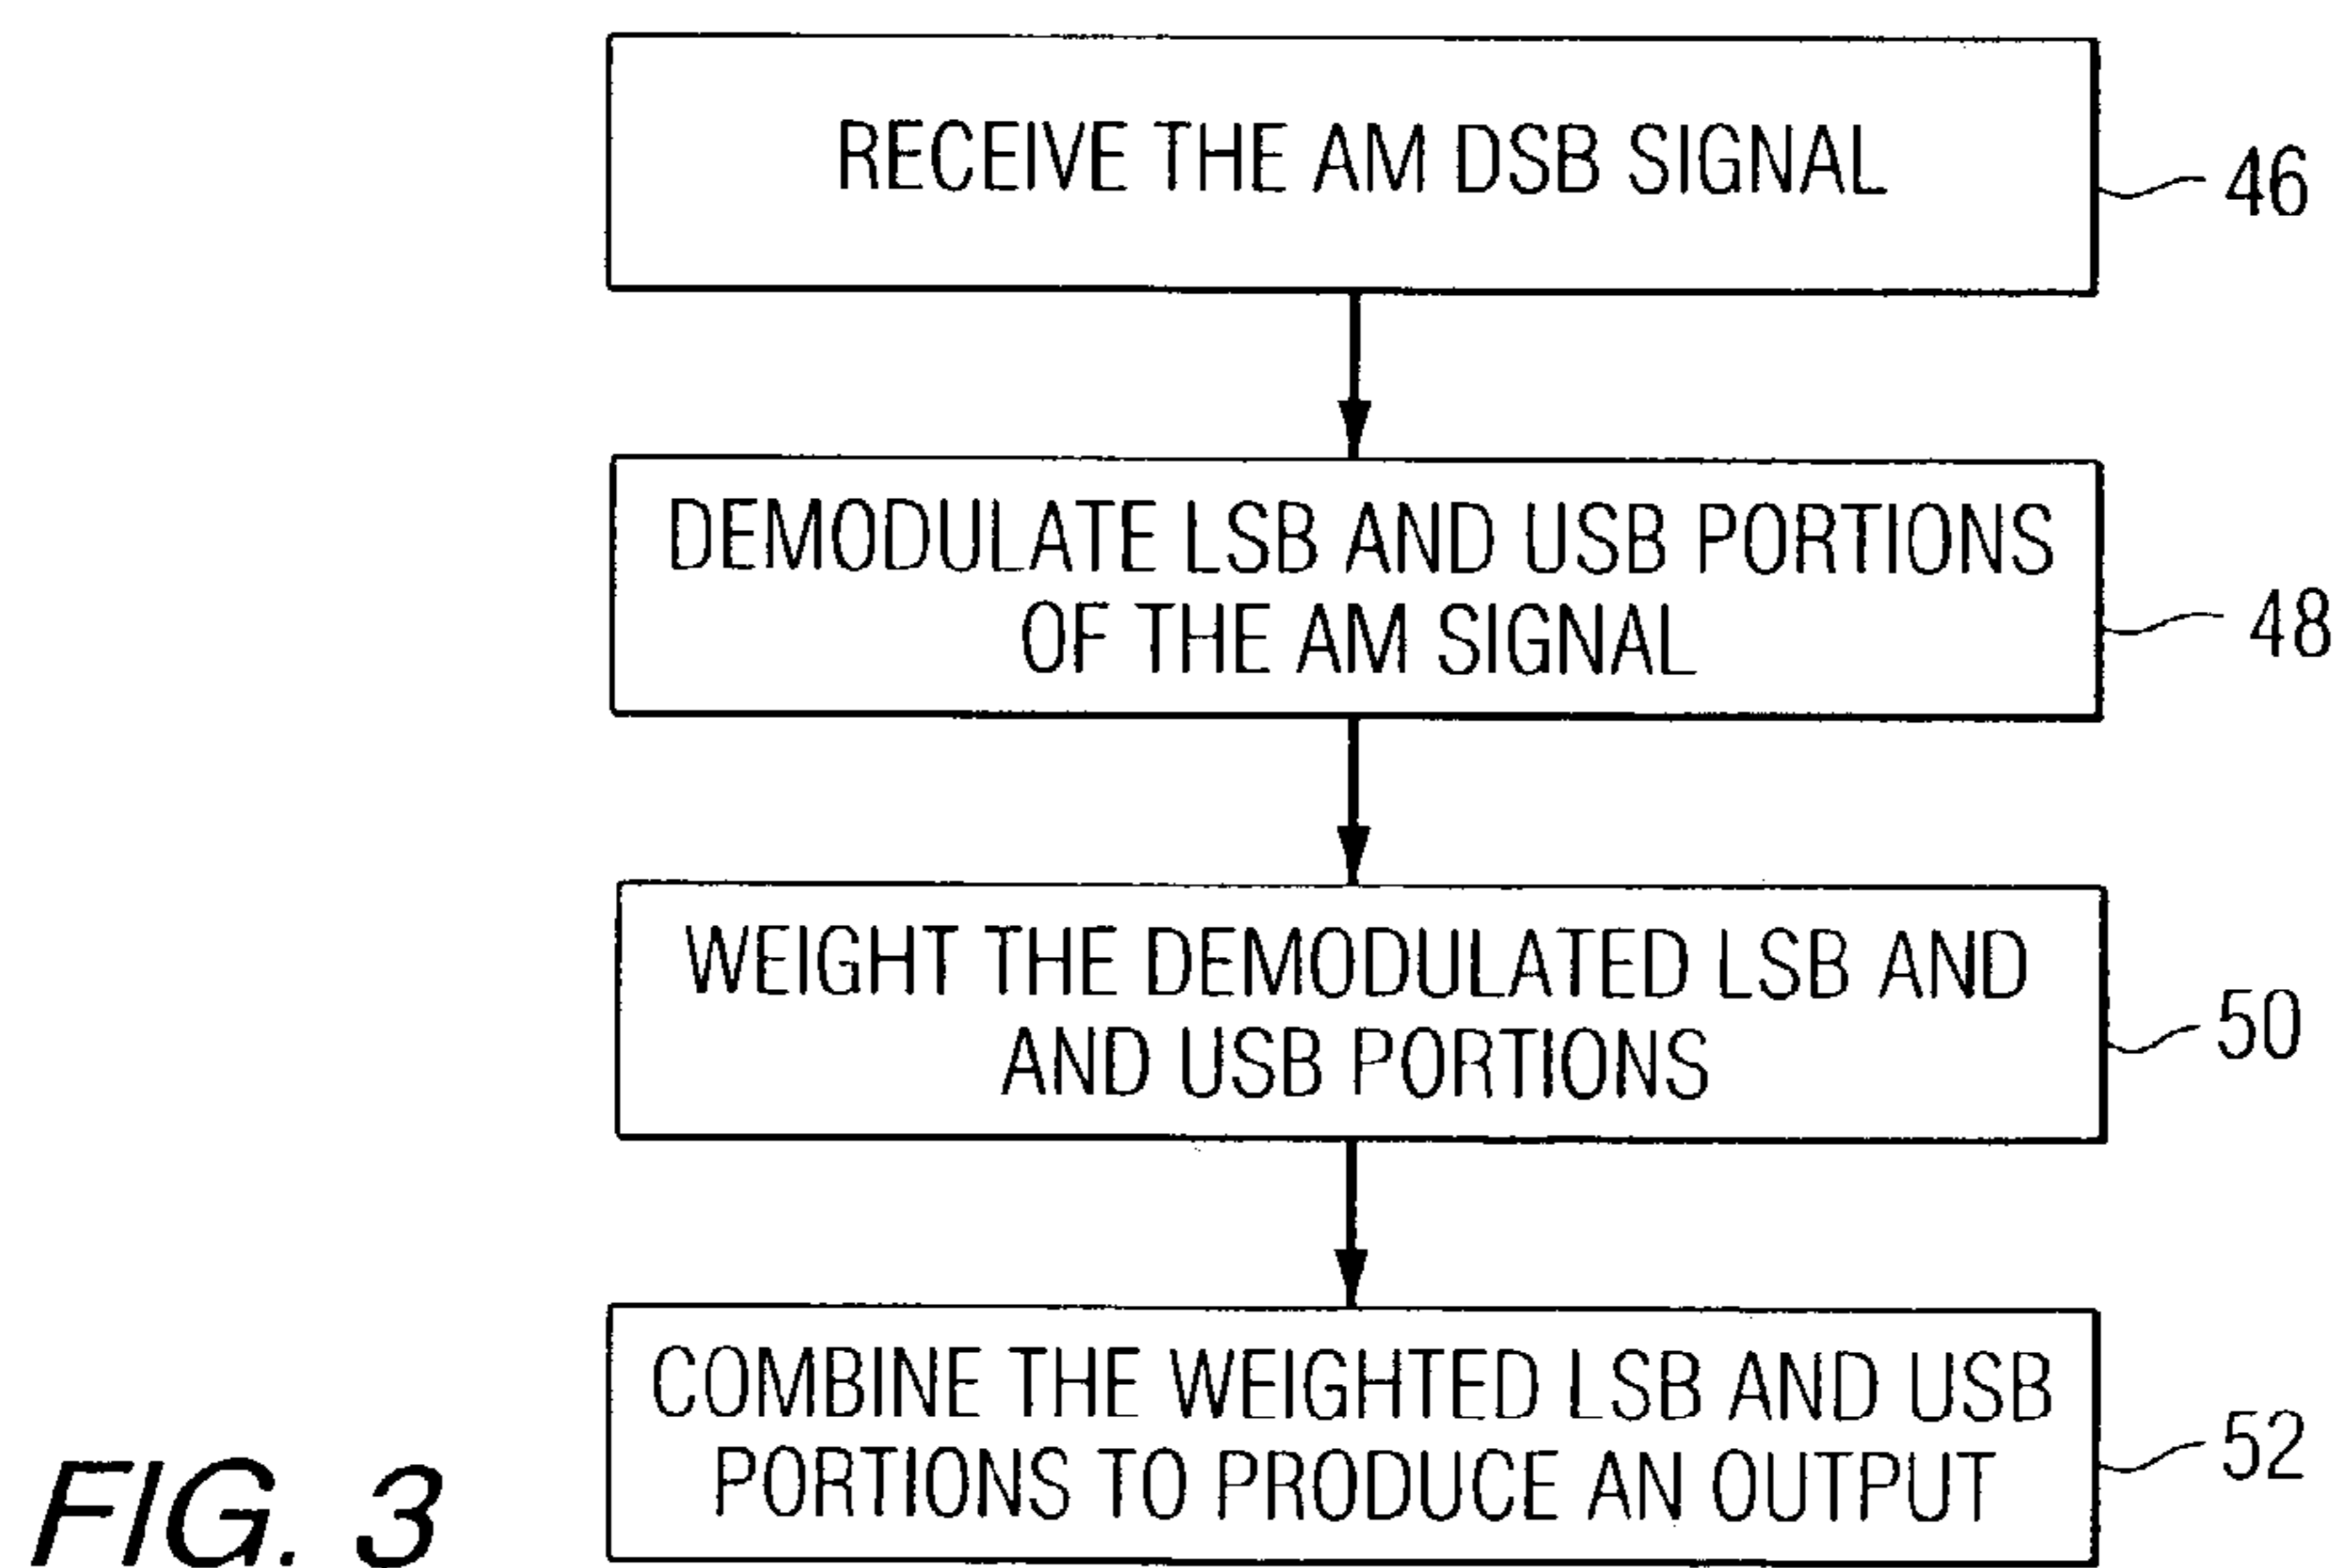 RECEIVE THE AM DSB SIGNAL
46
DEMODULATE LSB AND USB PORTIONS
OF THE AM SIGNAL
48
WEIGHT THE DEMODULATED LSB AND
AND USB PORTIONS
50
COMBINE THE WEIGHTED LSB AND USB
PORTIONS TO PRODUCE AN OUTPUT
52
FIG. 3